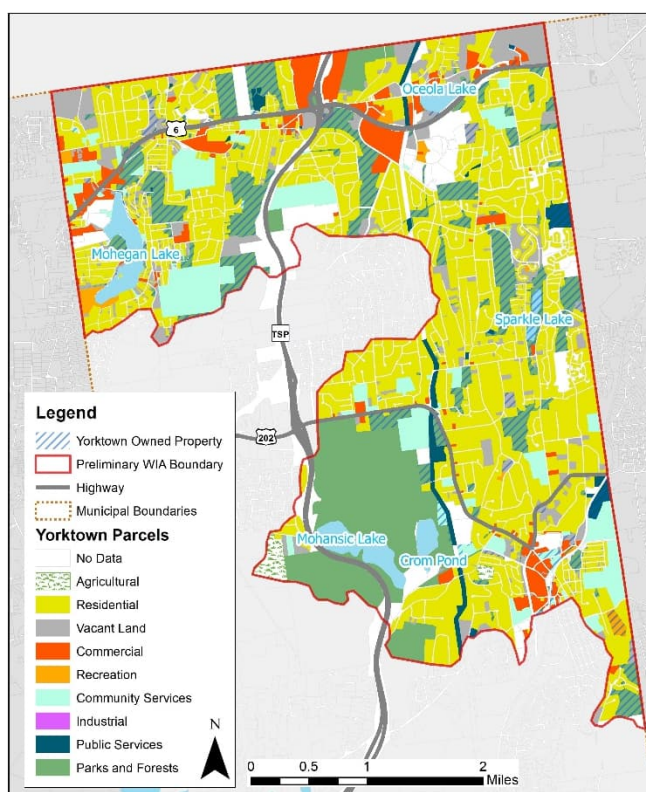 Oceola Lake
6
Mohegan Lake
Sparkle Lake
TSP
202
Mohansic Lake
Crom Pond
Legend
Yorktown Owned Property
Preliminary WIA Boundary
Highway
Municipal Boundaries
Yorktown Parcels
No Data
Agricultural
Residential
Vacant Land
Commercial
Recreation
Community Services
Industrial
Public Services
Parks and Forests
N
0 0.5 1 2
Miles